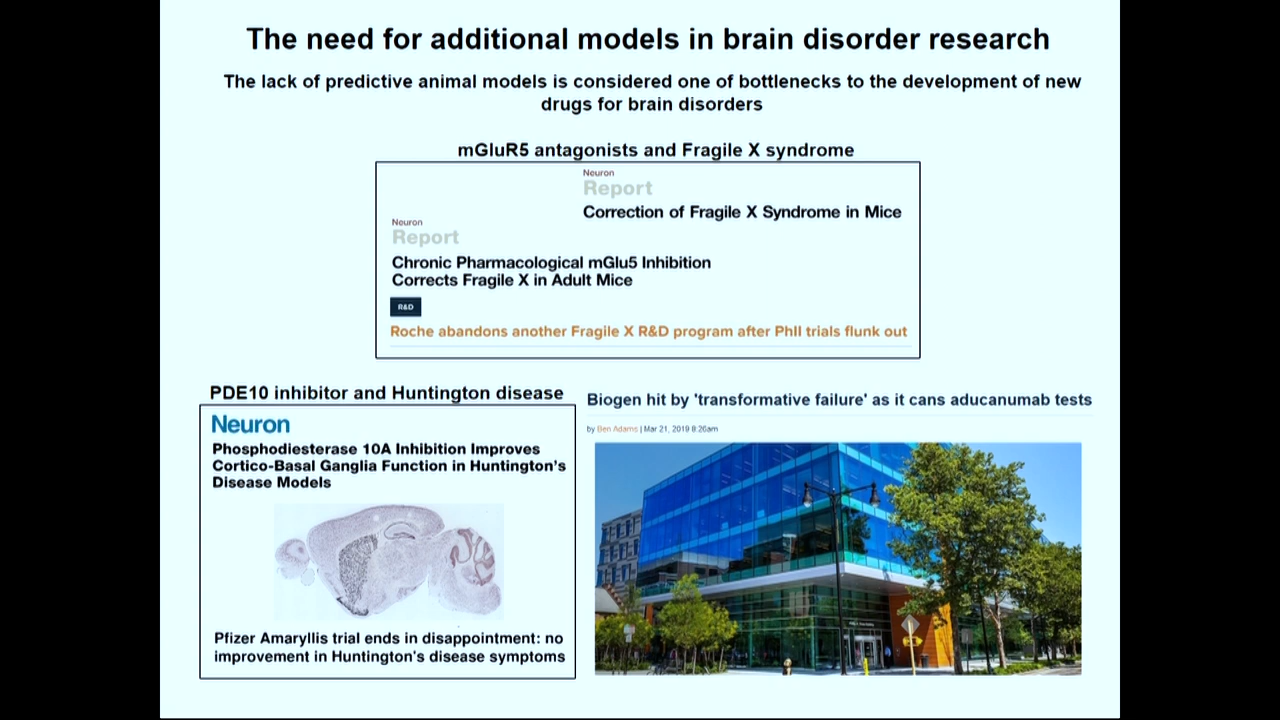 The need for additional models in brain disorder research
The lack of predictive animal models is considered one of bottlenecks to the development of new
drugs for brain disorders
mGluR5 antagonists and Fragile X syndrome
Neuron
Report
Correction of Fragile X Syndrome in Mice
Neuron
Report
Chronic Pharmacological mGlu5 Inhibition
Corrects Fragile X in Adult Mice
R&D
Roche abandons another Fragile X R&D program after PhII trials flunk out
PDE10 inhibitor and Huntington disease
Neuron
Phosphodiesterase 10A Inhibition Improves
Cortico-Basal Ganglia Function in Huntington's
Disease Models
Pfizer Amaryllis trial ends in disappointment: no
improvement in Huntington's disease symptoms
Biogen hit by 'transformative failure' as it cans aducanumab tests
by Ben Adams | Mar 21, 2019 8:26am